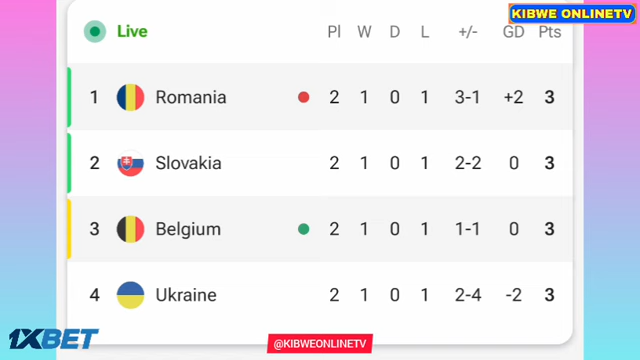 KIBWE ONLINETV
Live Pl W D L +/- GD Pts
1 Romania 2 1 0 1 3-1 +2 3
2 Slovakia 2 1 0 1 2-2 0 3
3 Belgium 2 1 0 1 1-1 0 3
4 Ukraine 2 1 0 1 2-4 -2 3
1XBET
@KIBWEONLINETV